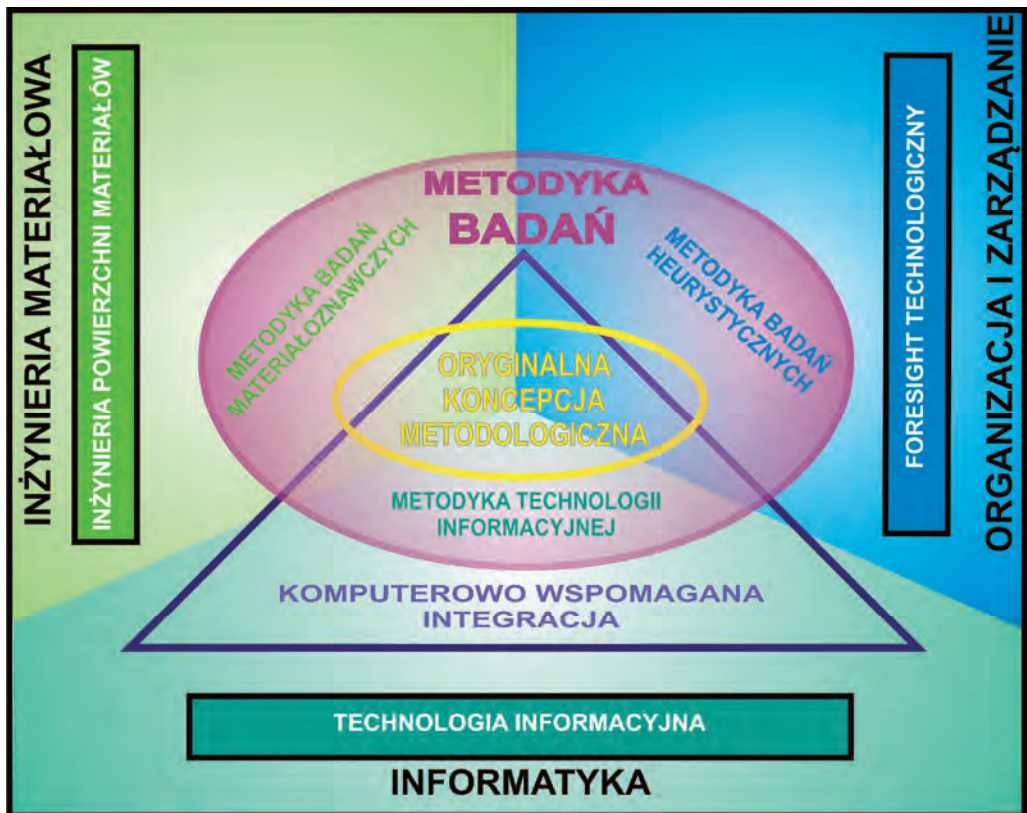 INŻYNIERIA MATERIAŁOWA
INŻYNIERIA POWIERZCHNI MATERIAŁÓW
METODYKA
BADAŃ
METODYKA BADAŃ
MATERIAŁOZNAWCZYCH
METODYKA BADAŃ
HEURYSTYCZNYCH
ORYGINALNA
KONCEPCJA
METODOLOGICZNA
METODYKA TECHNOLOGII
INFORMACYJNEJ
KOMPUTEROWO WSPOMAGANA
INTEGRACJA
FORESIGHT TECHNOLOGICZNY
ORGANIZACJA I ZARZĄDZANIE
TECHNOLOGIA INFORMACYJNA
INFORMATYKA